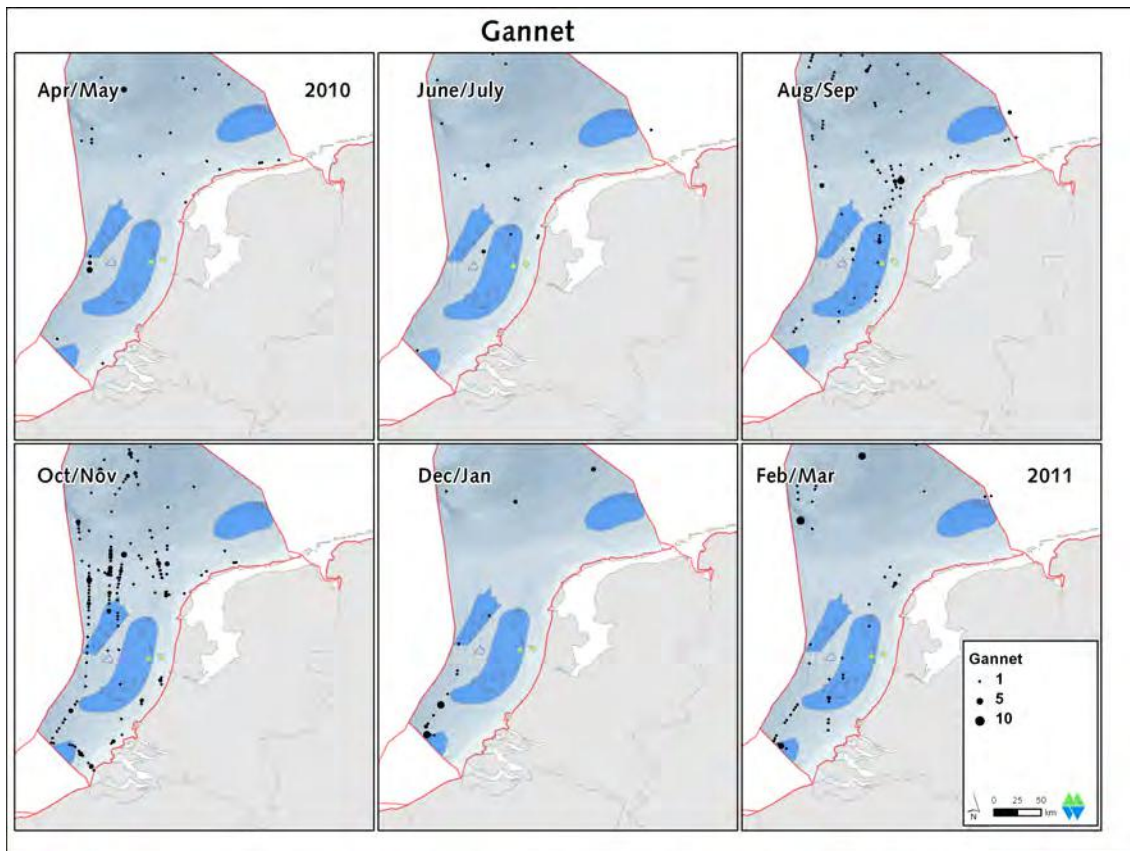 Gannet
Apr/May
2010
June/July
Aug/Sep
Oct/Nov
Dec/Jan
Feb/Mar
2011
Gannet
1
5
10
N
0 25 50
km